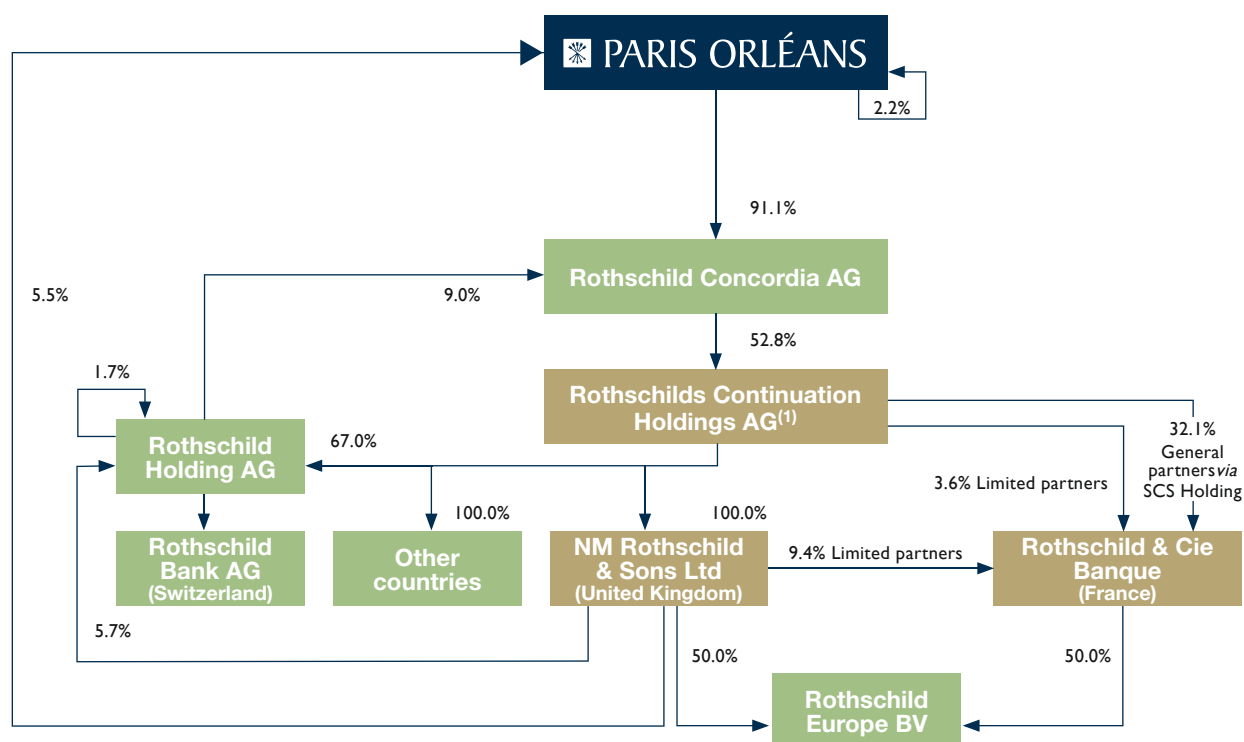 PARIS ORLÉANS
2.2%
91.1%
Rothschild Concordia AG
5.5%
9.0%
52.8%
1.7%
Rothschilds Continuation
Holdings AG(1)
32.1%
General
partners via
SCS Holding
Rothschild
Holding AG
67.0%
3.6% Limited partners
100.0%
100.0%
Rothschild
Bank AG
(Switzerland)
Other
countries
NM Rothschild
& Sons Ltd
(United Kingdom)
9.4% Limited partners
Rothschild & Cie
Banque
(France)
5.7%
50.0%
50.0%
Rothschild
Europe BV